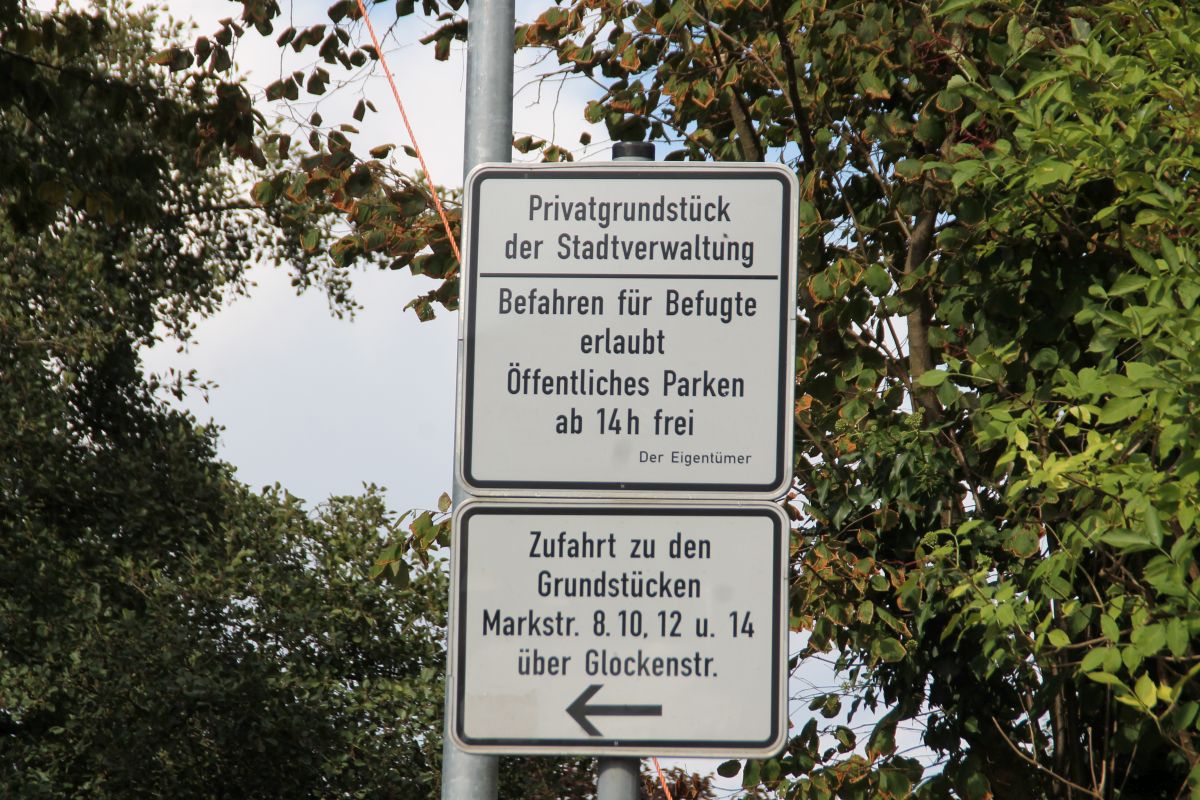 Privatgrundstück
der Stadtverwaltung
Befahren für Befugte
erlaubt
Öffentliches Parken
ab 14 h frei
Der Eigentümer
Zufahrt zu den
Grundstücken
Markstr. 8. 10, 12 u. 14
über Glockenstr.